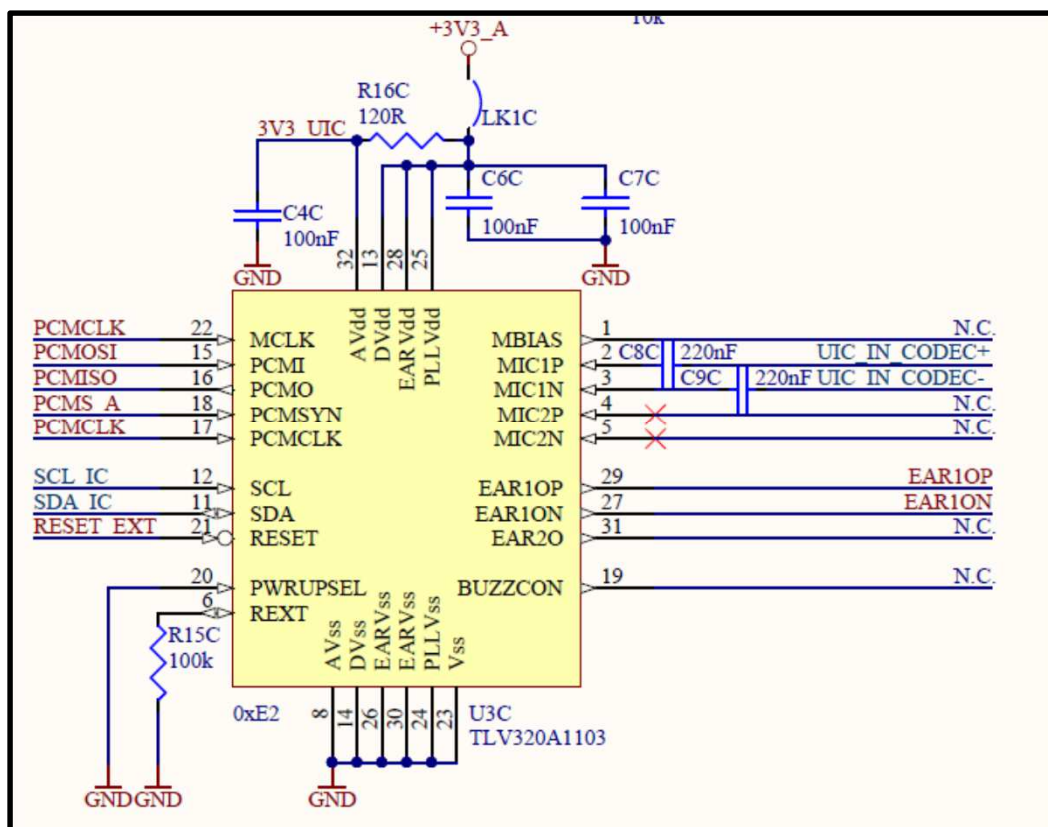 10k
+3V3_A
R16C
120R
LK1C
3V3_UIC
C6C
C7C
C4C
100nF
100nF
100nF
GND
GND
32
13
28
25
AVdd
DVdd
EARVdd
PLLVdd
PCMCLK 22 MCLK
PCMOSI 15 PCMI
PCMISO 16 PCMO
PCMS_A 18 PCMSYN
PCMCLK 17 PCMCLK
SCL_IC 12 SCL
SDA_IC 11 SDA
RESET_EXT 21 RESET
20 PWRUPSEL
6 REXT
MBIAS 1 N.C.
MIC1P 2 C8C 220nF UIC_IN_CODEC+
MIC1N 3 C9C 220nF UIC_IN_CODEC-
MIC2P 4 N.C.
MIC2N 5 N.C.
EAR1OP 29 EAR1OP
EAR1ON 27 EAR1ON
EAR2O 31 N.C.
BUZZCON 19 N.C.
R15C
100k
AVss
DVss
EARVss
EARVss
PLLVss
Vss
0xE2
8
14
26
30
24
23
U3C
TLV320A1103
GND
GND
GND